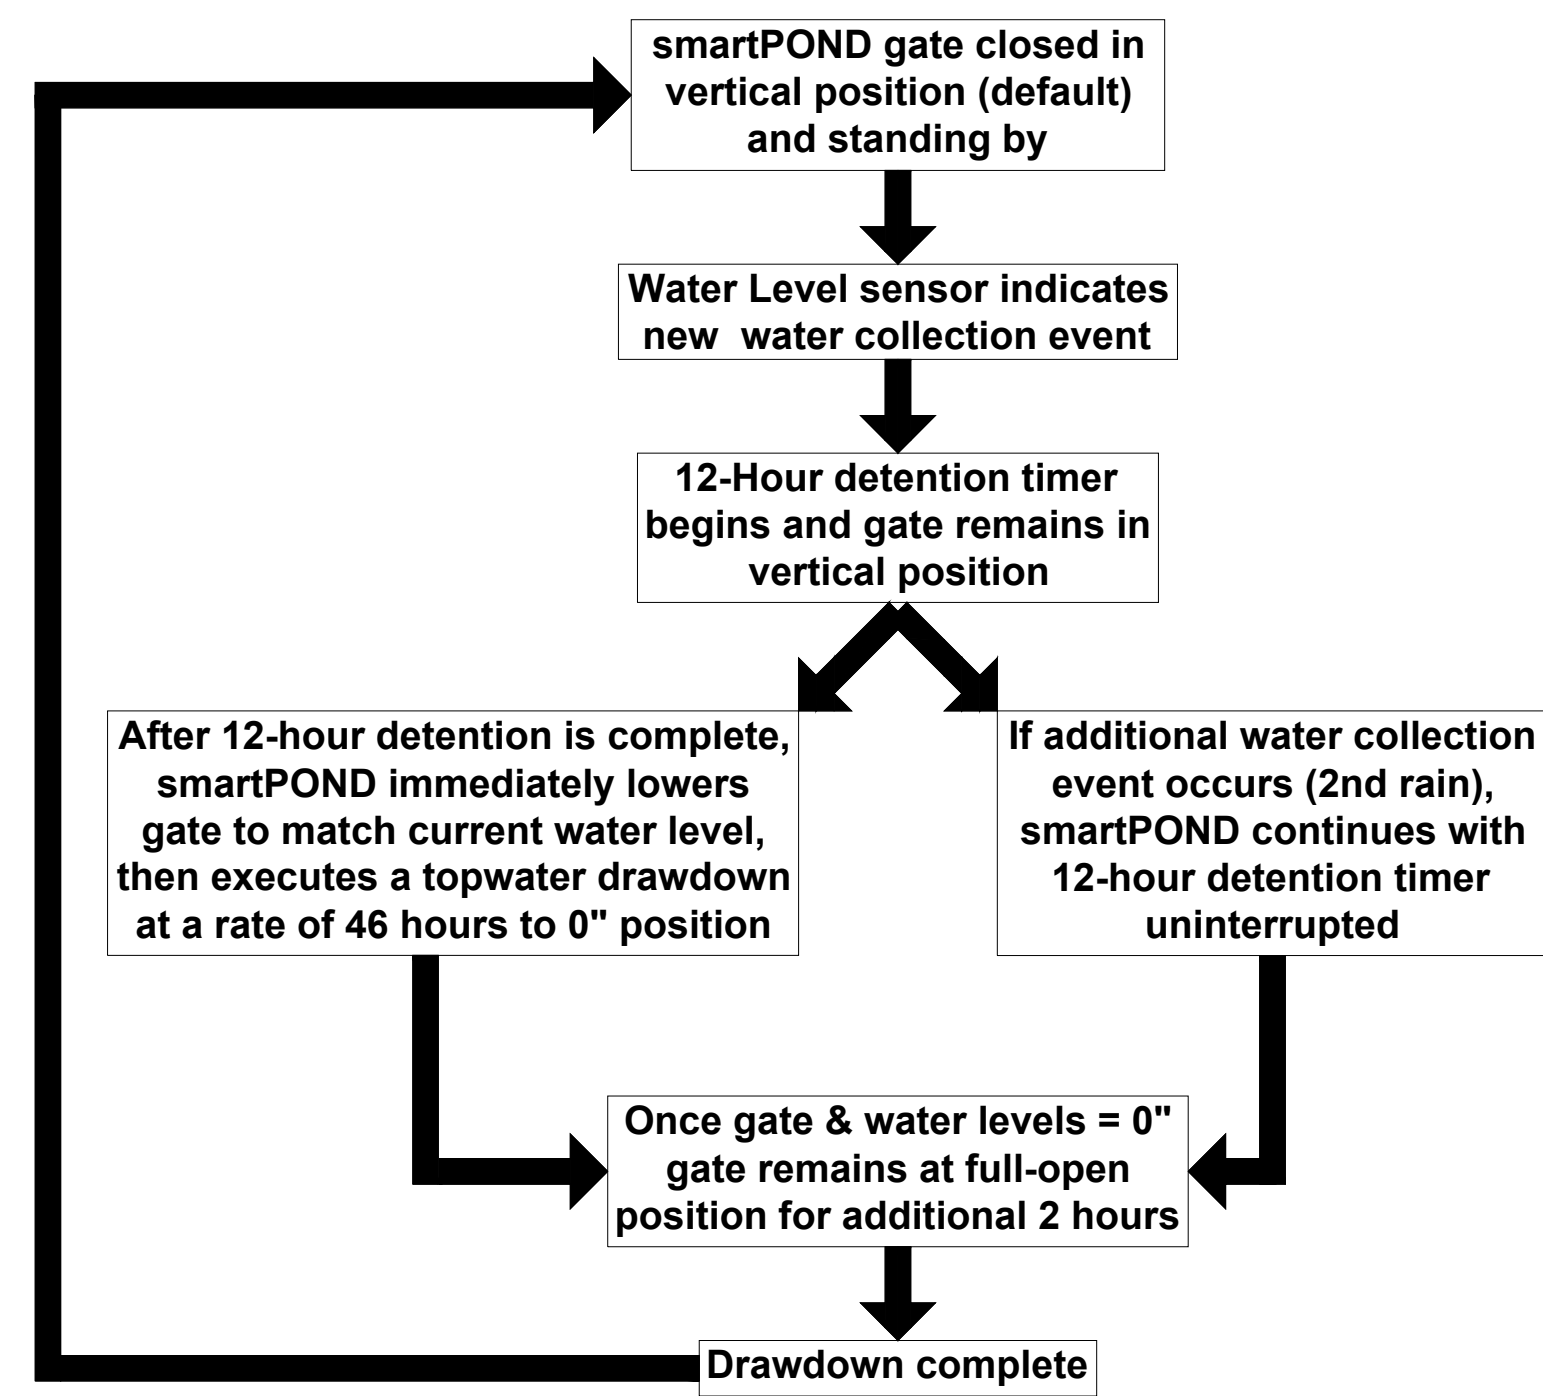 smartPOND gate closed in
vertical position (default)
and standing by
Water Level sensor indicates
new  water collection event
12-Hour detention timer
begins and gate remains in
vertical position
After 12-hour detention is complete,
smartPOND immediately lowers
gate to match current water level,
then executes a topwater drawdown
at a rate of 46 hours to 0" position
If additional water collection
event occurs (2nd rain),
smartPOND continues with
12-hour detention timer
uninterrupted
Once gate & water levels = 0"
gate remains at full-open
position for additional 2 hours
Drawdown complete